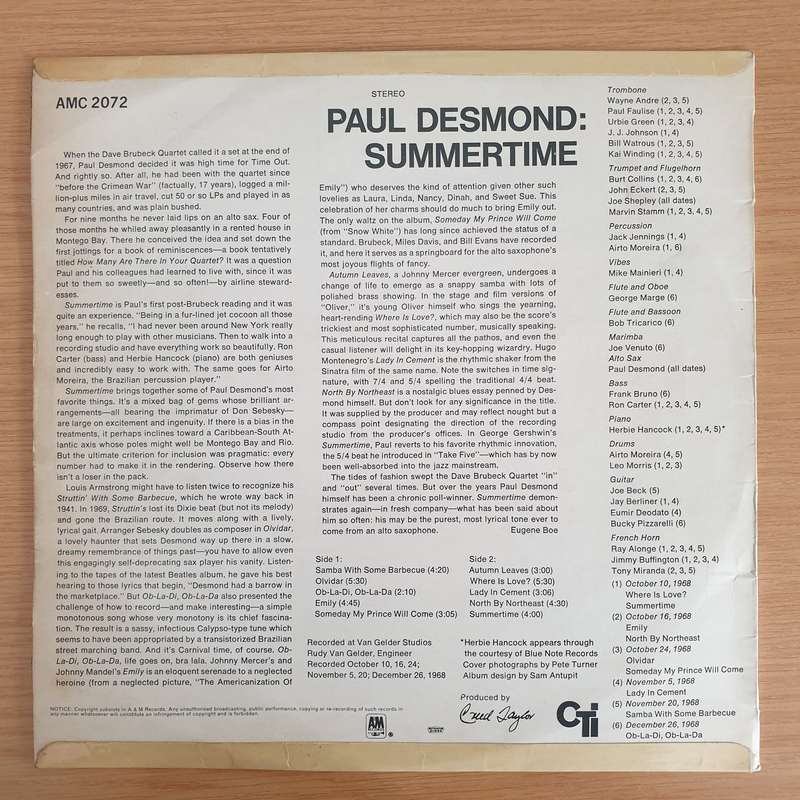 AMC 2072
STEREO
PAUL DESMOND:
SUMMERTIME
When the Dave Brubeck Quartet called it a set at the end of
1967, Paul Desmond decided it was high time for Time Out.
And rightly so. After all, he had been with the quartet since
"before the Crimean War" (factually, 17 years), logged a mil-
lion-plus miles in air travel, cut 50 or so LPs and played in as
many countries, and was plain bushed.
For nine months he never laid lips on an alto sax. Four of
those months he whiled away pleasantly in a rented house in
Montego Bay. There he conceived the idea and set down the
first jottings for a book of reminiscences—a book tentatively
titled How Many Are There In Your Quartet? It was a question
Paul and his colleagues had learned to live with, since it was
put to them so sweetly—and so often!—by airline steward-
esses.
Summertime is Paul's first post-Brubeck reading and it was
quite an experience. "Being in a fur-lined jet cocoon all those
years," he recalls, "I had never been around New York really
long enough to play with other musicians. Then to walk into a
recording studio and have everything work so beautifully. Ron
Carter (bass) and Herbie Hancock (piano) are both geniuses
and incredibly easy to work with. The same goes for Airto
Moreira, the Brazilian percussion player."
Summertime brings together some of Paul Desmond's most
favorite things. It's a mixed bag of gems whose brilliant ar-
rangements—all bearing the imprimatur of Don Sebesky—
are large on excitement and ingenuity. If there is a bias in the
treatments, it perhaps inclines toward a Caribbean-South At-
lantic axis whose poles might well be Montego Bay and Rio.
But the ultimate criterion for inclusion was pragmatic: every
number had to make it in the rendering. Observe how there
isn't a loser in the pack.
Louis Armstrong might have to listen twice to recognize his
Struttin' With Some Barbecue, which he wrote way back in
1941. In 1969, Struttin's lost its Dixie beat (but not its melody)
and gone the Brazilian route. It moves along with a lively,
lyrical gait. Arranger Sebesky doubles as composer in Olvidar,
a lovely haunter that sets Desmond way up there in a slow,
dreamy remembrance of things past—you have to allow even
this engagingly self-deprecating sax player his vanity. Listen-
ing to the tapes of the latest Beatles album, he gave his best
hearing to those lyrics that begin, "Desmond had a barrow in
the marketplace." But Ob-La-Di, Ob-La-Da also presented the
challenge of how to record—and make interesting—a simple
monotonous song whose very monotony is its chief fascina-
tion. The result is a sassy, infectious Calypso-type tune which
seems to have been appropriated by a transistorized Brazilian
street marching band. And it's Carnival time, of course. Ob-
La-Di, Ob-La-Da, life goes on, bra lala. Johnny Mercer's and
Johnny Mandel's Emily is an eloquent serenade to a neglected
heroine (from a neglected picture, "The Americanization Of
Emily") who deserves the kind of attention given other such
lovelies as Laura, Linda, Nancy, Dinah, and Sweet Sue. This
celebration of her charms should do much to bring Emily out.
The only waltz on the album, Someday My Prince Will Come
(from "Snow White") has long since achieved the status of a
standard. Brubeck, Miles Davis, and Bill Evans have recorded
it, and here it serves as a springboard for the alto saxophone's
most joyous flights of fancy.
Autumn Leaves, a Johnny Mercer evergreen, undergoes a
change of life to emerge as a snappy samba with lots of
polished brass showing. In the stage and film versions of
"Oliver," it's young Oliver himself who sings the yearning,
heart-rending Where Is Love?, which may also be the score's
trickiest and most sophisticated number, musically speaking.
This meticulous recital captures all the pathos, and even the
casual listener will delight in its key-hopping wizardry. Hugo
Montenegro's Lady In Cement is the rhythmic shaker from the
Sinatra film of the same name. Note the switches in time sig-
nature, with 7/4 and 5/4 spelling the traditional 4/4 beat.
North By Northeast is a nostalgic blues essay penned by Des-
mond himself. But don't look for any significance in the title.
It was supplied by the producer and may reflect nought but a
compass point designating the direction of the recording
studio from the producer's offices. In George Gershwin's
Summertime, Paul reverts to his favorite rhythmic innovation,
the 5/4 beat he introduced in "Take Five"—which has by now
been well-absorbed into the jazz mainstream.
The tides of fashion swept the Dave Brubeck Quartet "in"
and "out" several times. But over the years Paul Desmond
himself has been a chronic poll-winner. Summertime demon-
strates again—in fresh company—what has been said about
him so often: his may be the purest, most lyrical tone ever to
come from an alto saxophone. Eugene Boe
Side 1:
Samba With Some Barbecue (4:20)
Olvidar (5:30)
Ob-La-Di, Ob-La-Da (2:10)
Emily (4:45)
Someday My Prince Will Come (3:05)
Side 2:
Autumn Leaves (3:00)
Where Is Love? (5:30)
Lady In Cement (3:06)
North By Northeast (4:30)
Summertime (4:00)
Recorded at Van Gelder Studios
Rudy Van Gelder, Engineer
Recorded October 10, 16, 24;
November 5, 20; December 26, 1968
*Herbie Hancock appears through
the courtesy of Blue Note Records
Cover photographs by Pete Turner
Album design by Sam Antupit
Produced by
Creed Taylor
CTi
A&M
®
NOTICE: Copyright subsists in A & M Records. Any unauthorised broadcasting, public performance, copying or re-recording of such records in
any manner whatsoever will constitute an infringement of copyright and is forbidden.
Trombone
Wayne Andre (2, 3, 5)
Paul Faulise (1, 2, 3, 4, 5)
Urbie Green (1, 2, 3, 4)
J. J. Johnson (1, 4)
Bill Watrous (1, 2, 3, 5)
Kai Winding (1, 2, 3)
Trumpet and Flugelhorn
Burt Collins (1, 2, 3, 4, 6)
John Eckert (2, 3, 5)
Joe Shepley (all dates)
Marvin Stamm (1, 2, 3, 4, 5)
Percussion
Jack Jennings (1, 4)
Airto Moreira (1, 6)
Vibes
Mike Mainieri (1, 4)
Flute and Oboe
George Marge (6)
Flute and Bassoon
Bob Tricarico (6)
Marimba
Joe Venuto (6)
Alto Sax
Paul Desmond (all dates)
Bass
Frank Bruno (6)
Ron Carter (1, 2, 3, 4, 5)
Piano
Herbie Hancock (1, 2, 3, 4, 5)*
Drums
Airto Moreira (4, 5)
Leo Morris (1, 2, 3)
Guitar
Joe Beck (5)
Jay Berliner (1, 4)
Eumir Deodato (4)
Bucky Pizzarelli (6)
French Horn
Ray Alonge (1, 2, 3, 4, 5)
Jimmy Buffington (1, 2, 3, 4)
Tony Miranda (2, 3, 5)
(1) October 10, 1968
Where Is Love?
Summertime
(2) October 16, 1968
Emily
North By Northeast
(3) October 24, 1968
Olvidar
Someday My Prince Will Come
(4) November 5, 1968
Lady In Cement
(5) November 20, 1968
Samba With Some Barbecue
(6) December 26, 1968
Ob-La-Di, Ob-La-Da